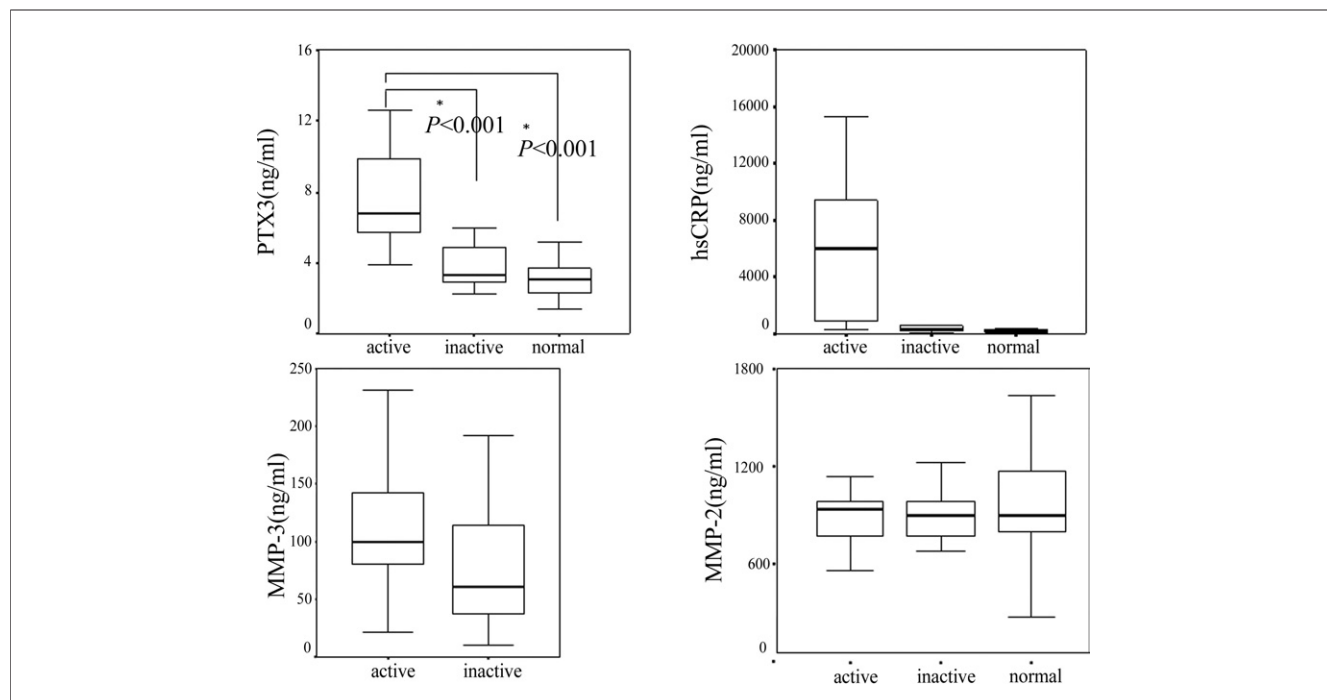 PTX3(ng/ml)
16
12
8
4
0
*
P<0.001
*
P<0.001
active inactive normal
hsCRP(ng/ml)
20000
16000
12000
8000
4000
0
active inactive normal
MMP-3(ng/ml)
250
200
150
100
50
0
active inactive
MMP-2(ng/ml)
1800
1200
600
0
active inactive normal